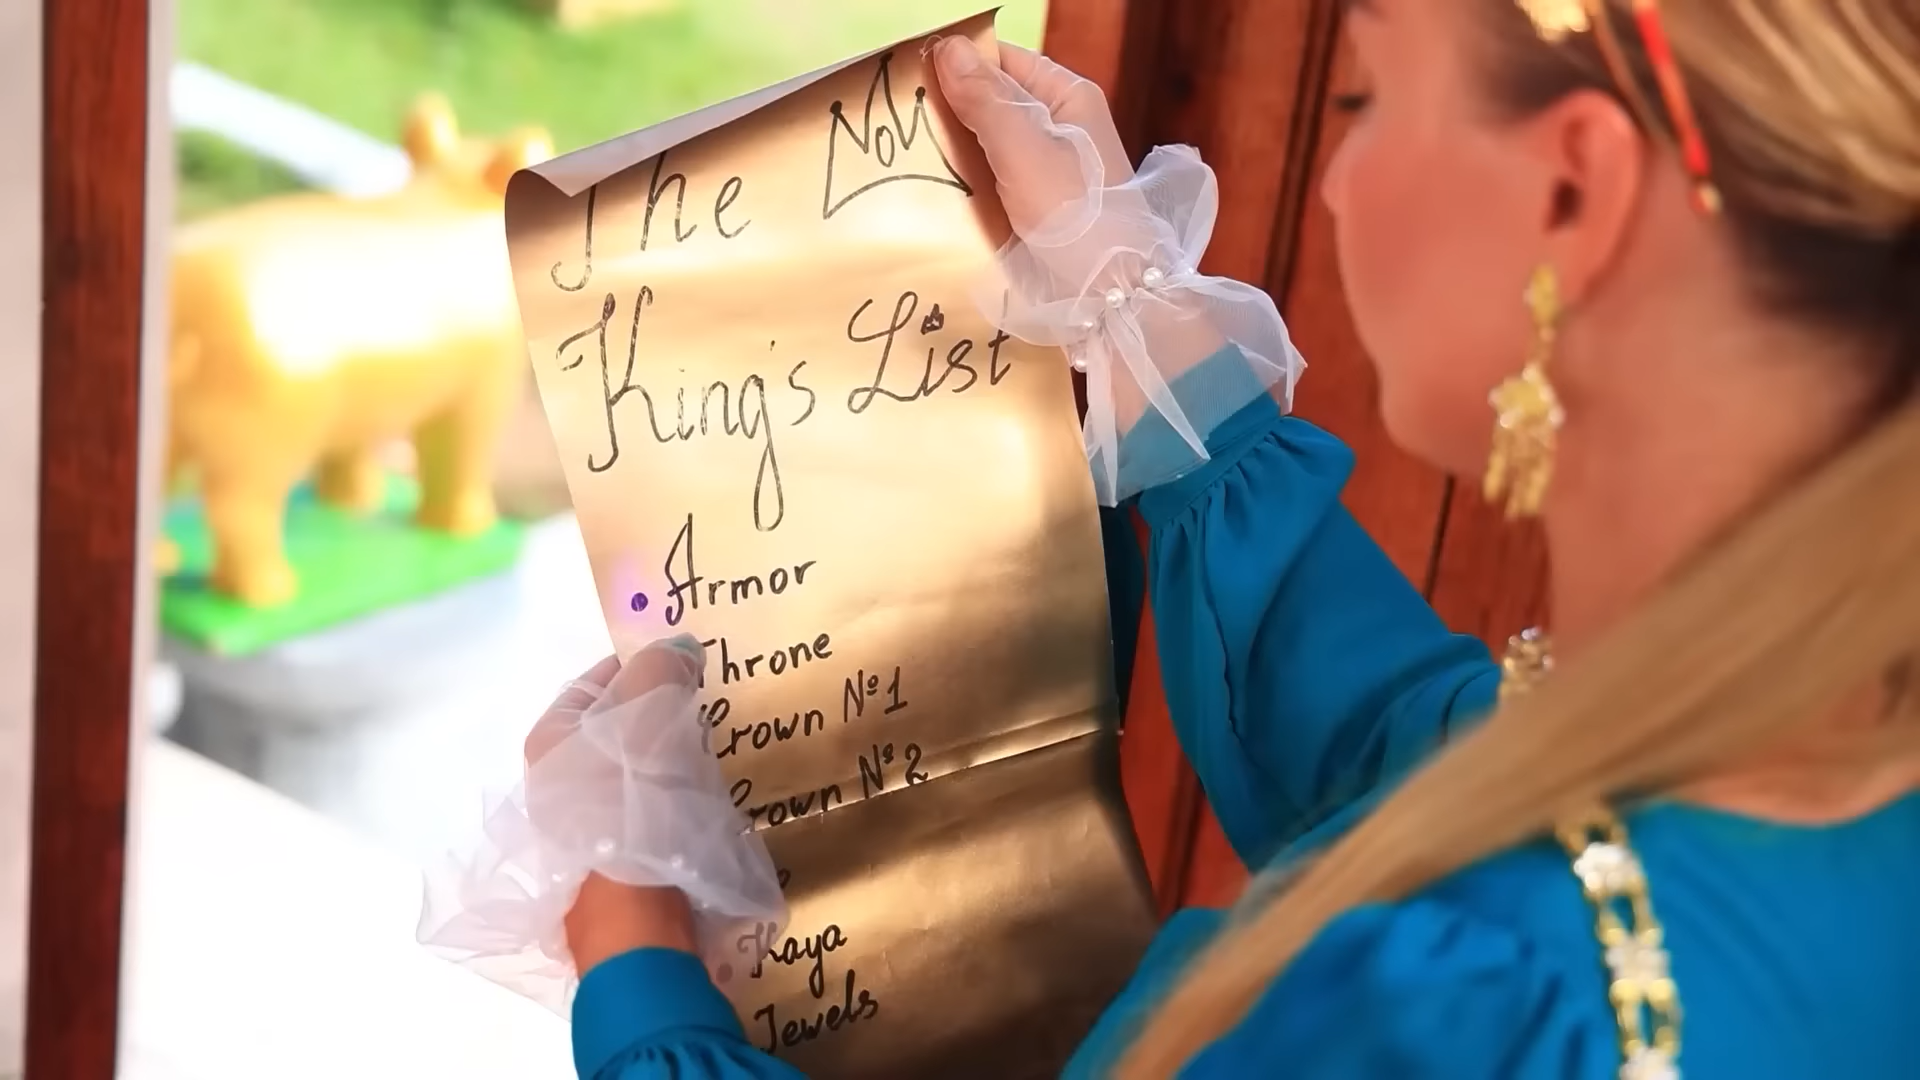 The
King's List
• Armor
Throne
Crown №1
Crown №2
Kaya
Jewels